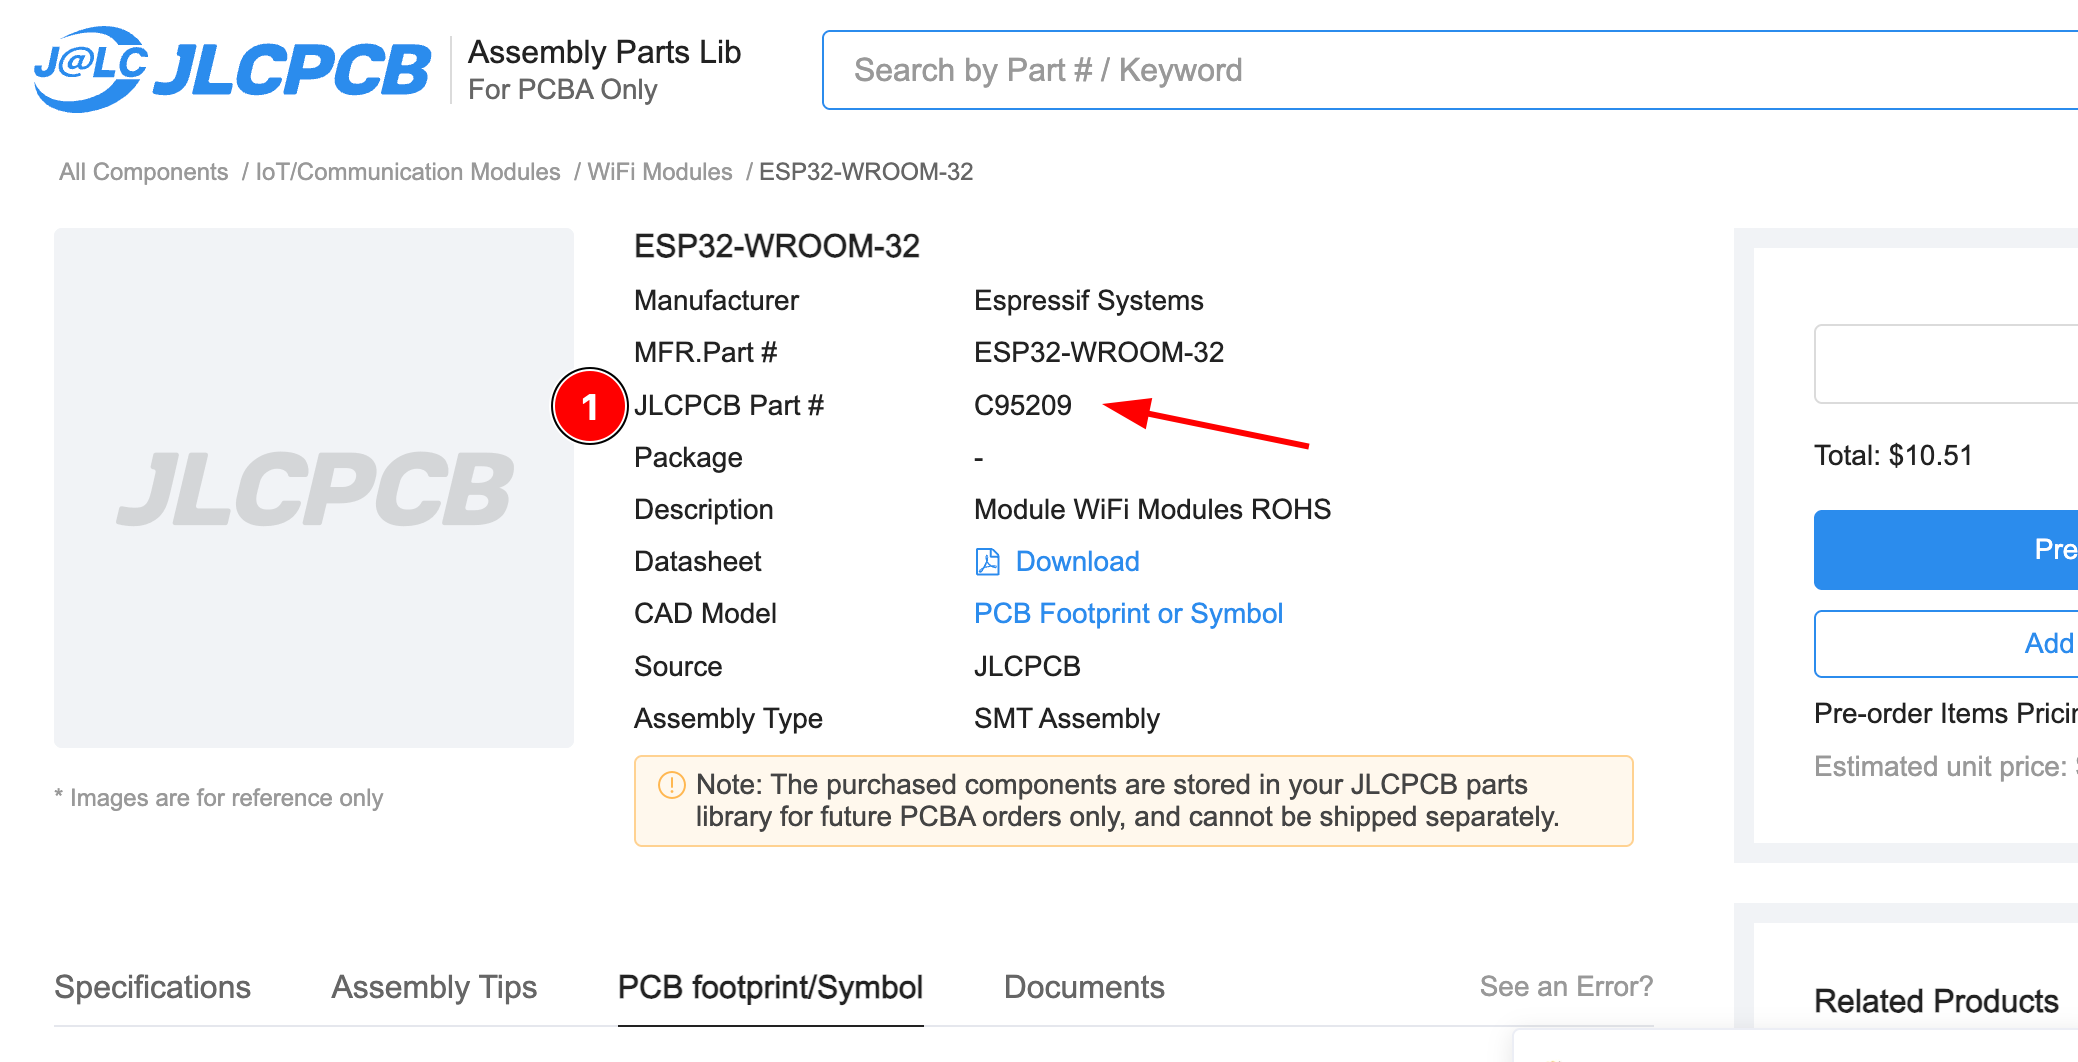 J@LC JLCPCB
Assembly Parts Lib
For PCBA Only
Search by Part # / Keyword
All Components / IoT/Communication Modules / WiFi Modules / ESP32-WROOM-32
JLCPCB
* Images are for reference only
ESP32-WROOM-32
Manufacturer Espressif Systems
MFR.Part # ESP32-WROOM-32
1 JLCPCB Part # C95209
Package -
Description Module WiFi Modules ROHS
Datasheet Download
CAD Model PCB Footprint or Symbol
Source JLCPCB
Assembly Type SMT Assembly
Note: The purchased components are stored in your JLCPCB parts
library for future PCBA orders only, and cannot be shipped separately.
Total: $10.51
Pre
Add
Pre-order Items Pricin
Estimated unit price:
Specifications Assembly Tips PCB footprint/Symbol Documents See an Error?
Related Products